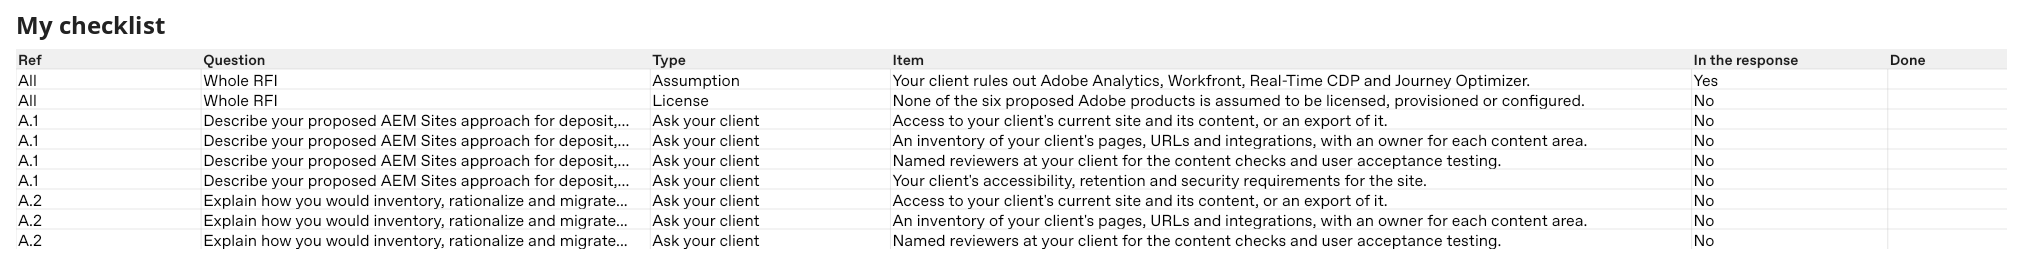 My checklist
Ref Question Type Item In the response Done
All Whole RFI Assumption Your client rules out Adobe Analytics, Workfront, Real-Time CDP and Journey Optimizer. Yes
All Whole RFI License None of the six proposed Adobe products is assumed to be licensed, provisioned or configured. No
A.1 Describe your proposed AEM Sites approach for deposit,... Ask your client Access to your client's current site and its content, or an export of it. No
A.1 Describe your proposed AEM Sites approach for deposit,... Ask your client An inventory of your client's pages, URLs and integrations, with an owner for each content area. No
A.1 Describe your proposed AEM Sites approach for deposit,... Ask your client Named reviewers at your client for the content checks and user acceptance testing. No
A.1 Describe your proposed AEM Sites approach for deposit,... Ask your client Your client's accessibility, retention and security requirements for the site. No
A.2 Explain how you would inventory, rationalize and migrate... Ask your client Access to your client's current site and its content, or an export of it. No
A.2 Explain how you would inventory, rationalize and migrate... Ask your client An inventory of your client's pages, URLs and integrations, with an owner for each content area. No
A.2 Explain how you would inventory, rationalize and migrate... Ask your client Named reviewers at your client for the content checks and user acceptance testing. No